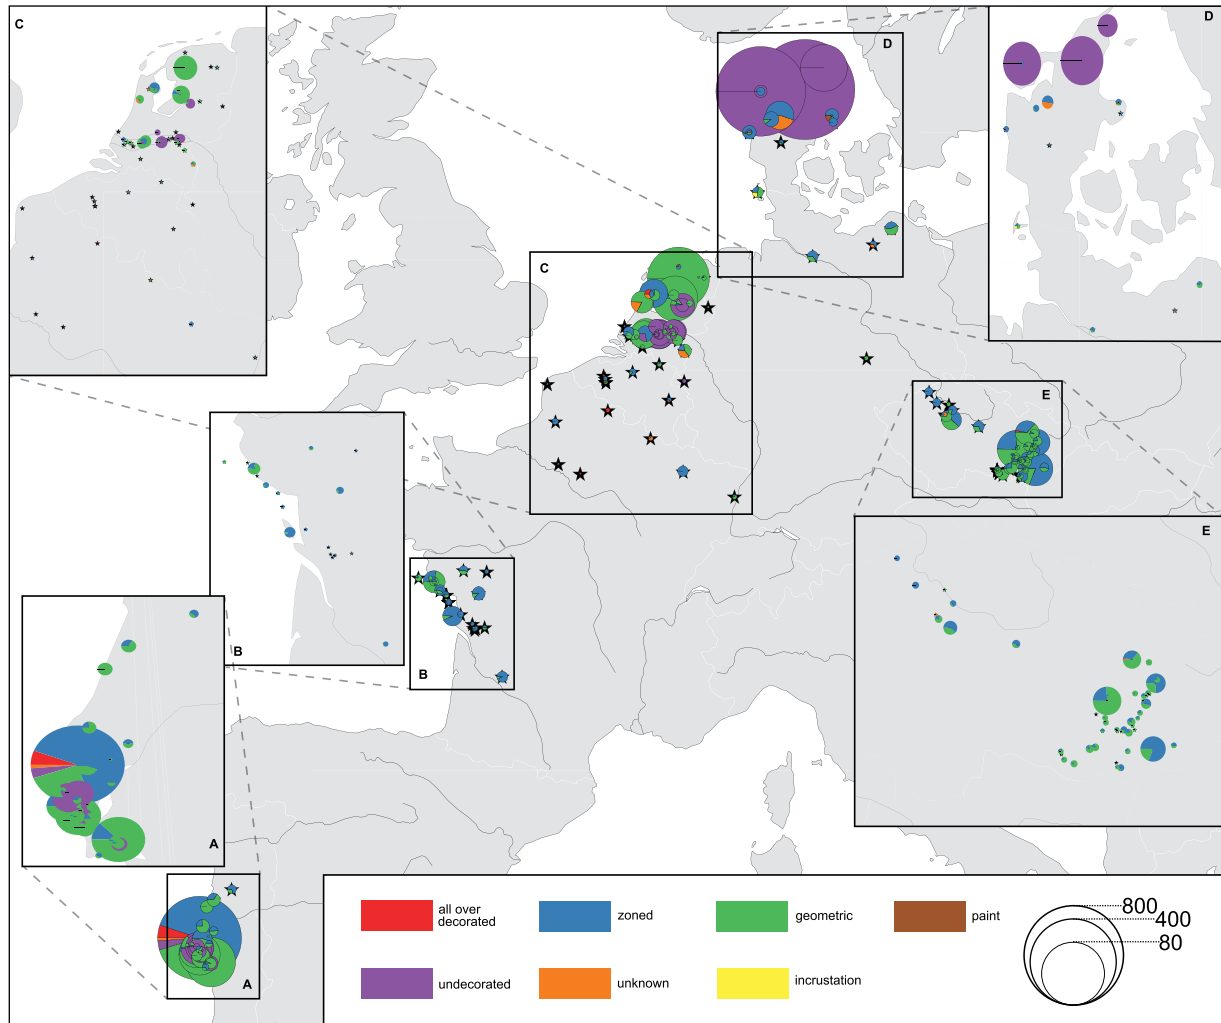 C
D
D
C
E
E
B
B
A
A
all over
decorated
zoned
geometric
paint
undecorated
unknown
incrustation
800
400
80